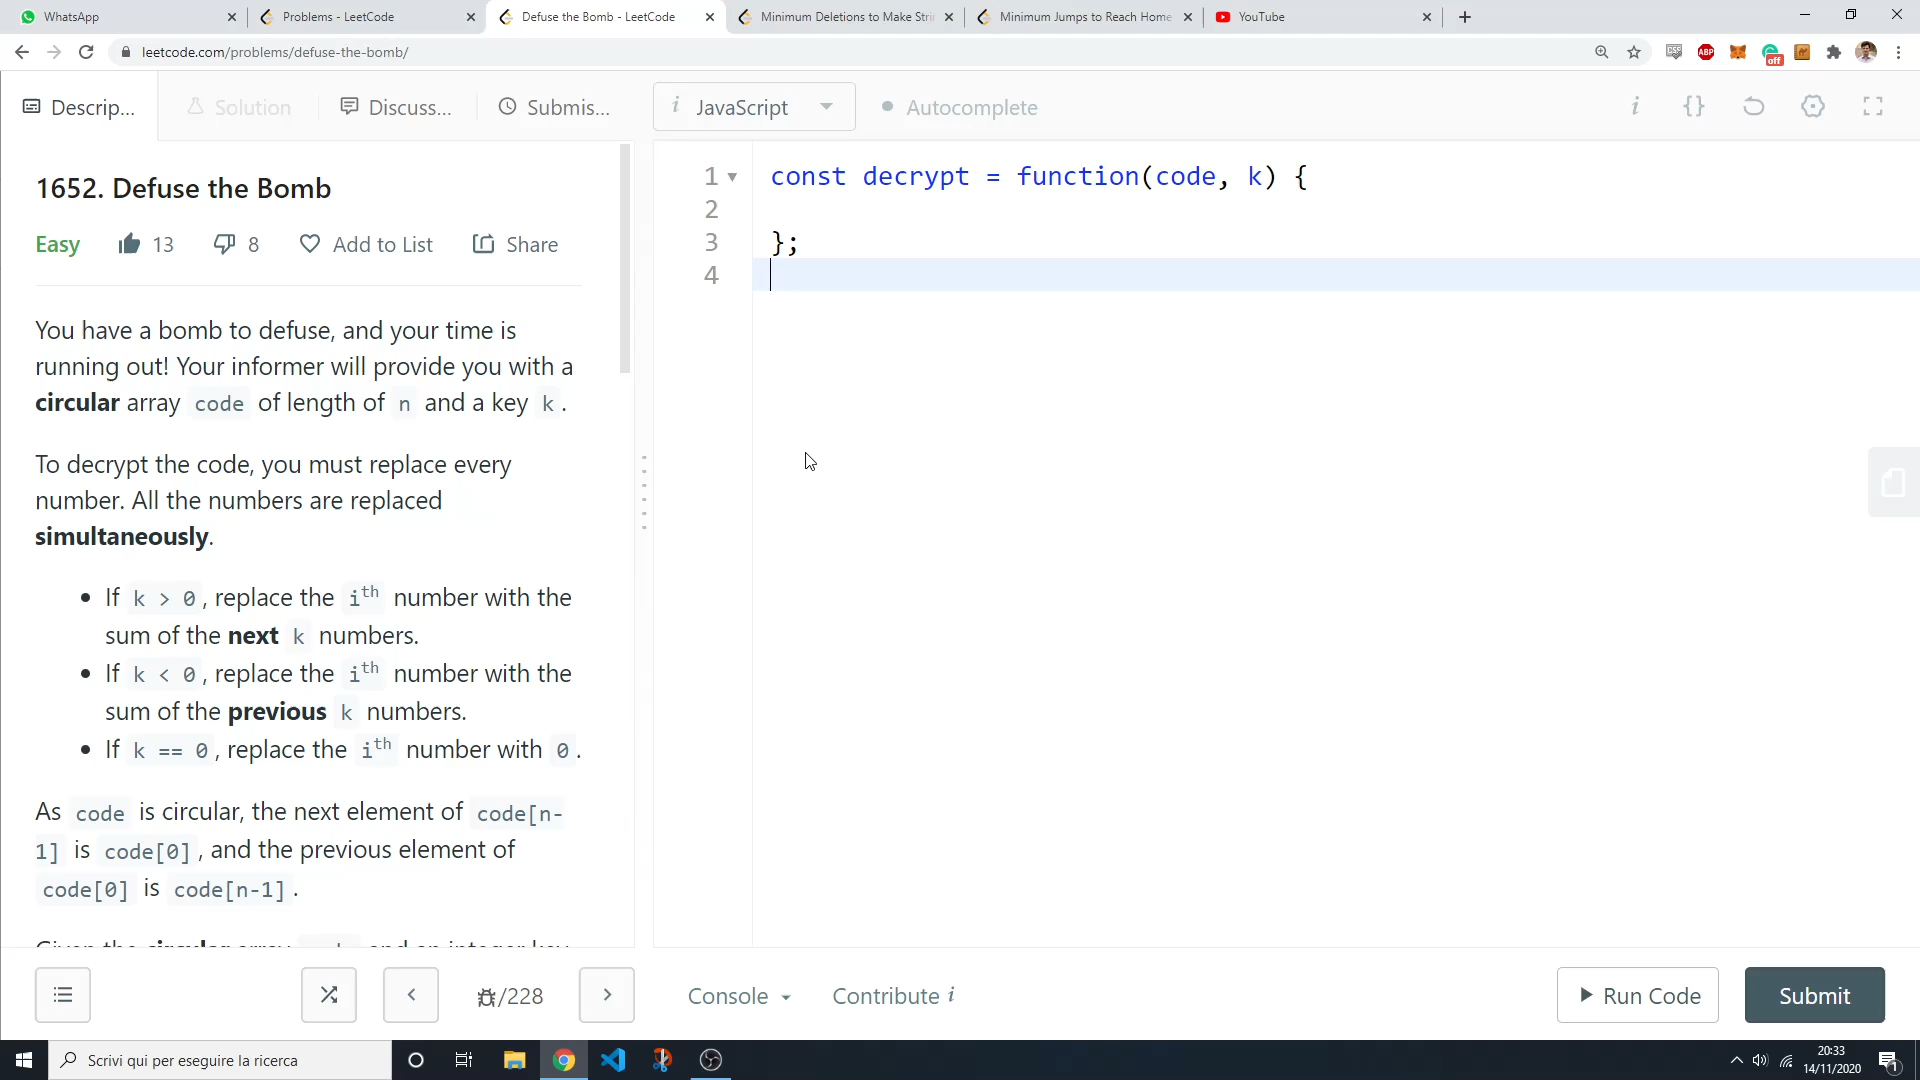 WhatsApp
Problems - LeetCode
Defuse the Bomb - LeetCode
Minimum Deletions to Make Stri
Minimum Jumps to Reach Home
YouTube
leetcode.com/problems/defuse-the-bomb/
CSS
ABP
off
Descrip...
Solution
Discuss...
Submis...
i JavaScript
Autocomplete
i
{}
1652. Defuse the Bomb
Easy 13 8 Add to List Share
You have a bomb to defuse, and your time is
running out! Your informer will provide you with a
circular array code of length of n and a key k.
To decrypt the code, you must replace every
number. All the numbers are replaced
simultaneously.
• If k > 0, replace the ith number with the
sum of the next k numbers.
• If k < 0, replace the ith number with the
sum of the previous k numbers.
• If k == 0, replace the ith number with 0.
As code is circular, the next element of code[n-
1] is code[0], and the previous element of
code[0] is code[n-1].
1 const decrypt = function(code, k) {
2
3 };
4
/228
Console
Contribute i
Run Code
Submit
Scrivi qui per eseguire la ricerca
20:33
14/11/2020
1